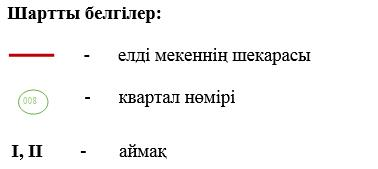 Шартты белгілер:
- елді мекеннің шекарасы
008 - квартал нөмірі
I, II - аймақ